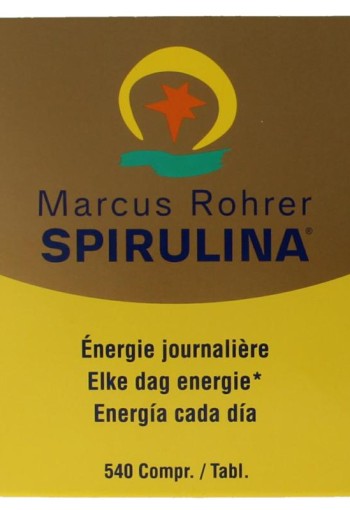 Marcus Rohrer
SPIRULINA®
Énergie journalière
Elke dag energie*
Energía cada día
540 Compr. / Tabl.